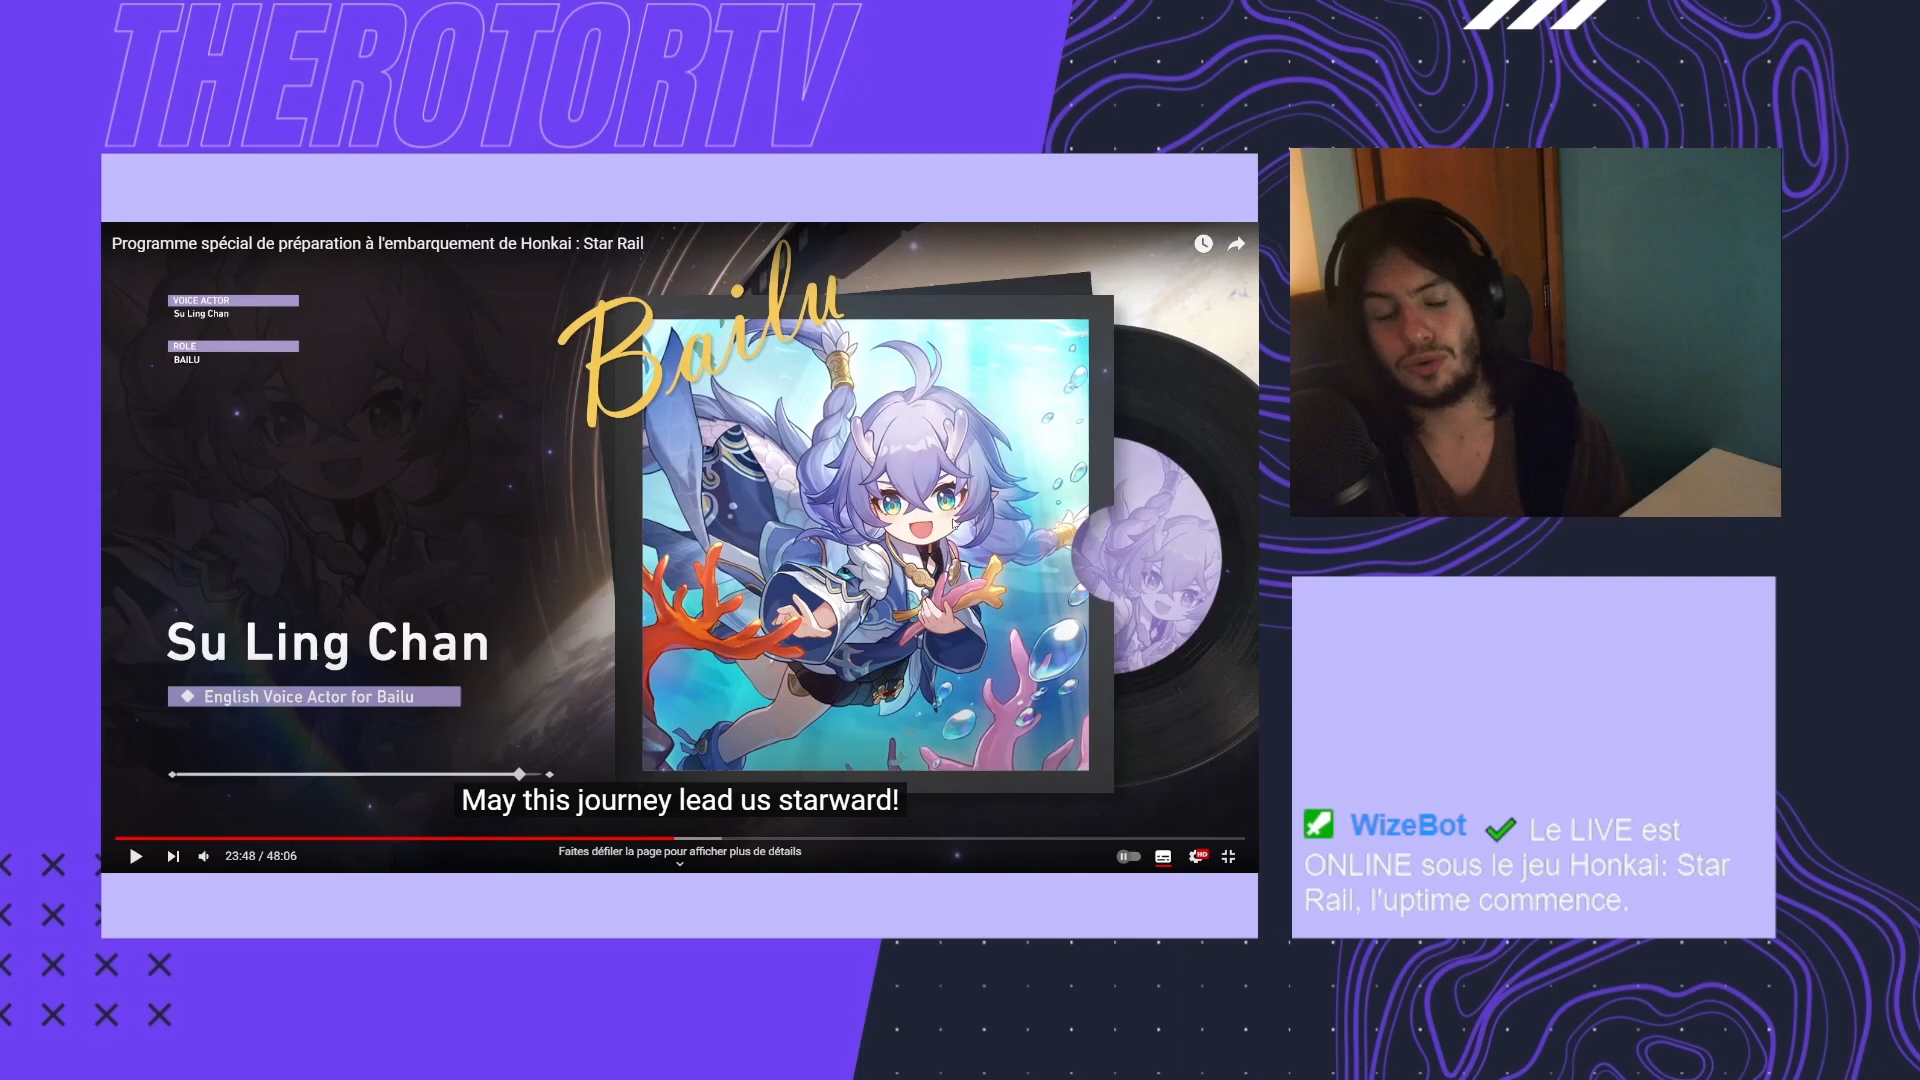 THEROTORTV
Programme spécial de préparation à l'embarquement de Honkai : Star Rail
VOICE ACTOR
Su Ling Chan
ROLE
BAILU
Bailu
Su Ling Chan
English Voice Actor for Bailu
May this journey lead us starward!
23:48 / 48:06
Faites défiler la page pour afficher plus de détails
HD
WizeBot Le LIVE est
ONLINE sous le jeu Honkai: Star
Rail, l'uptime commence.